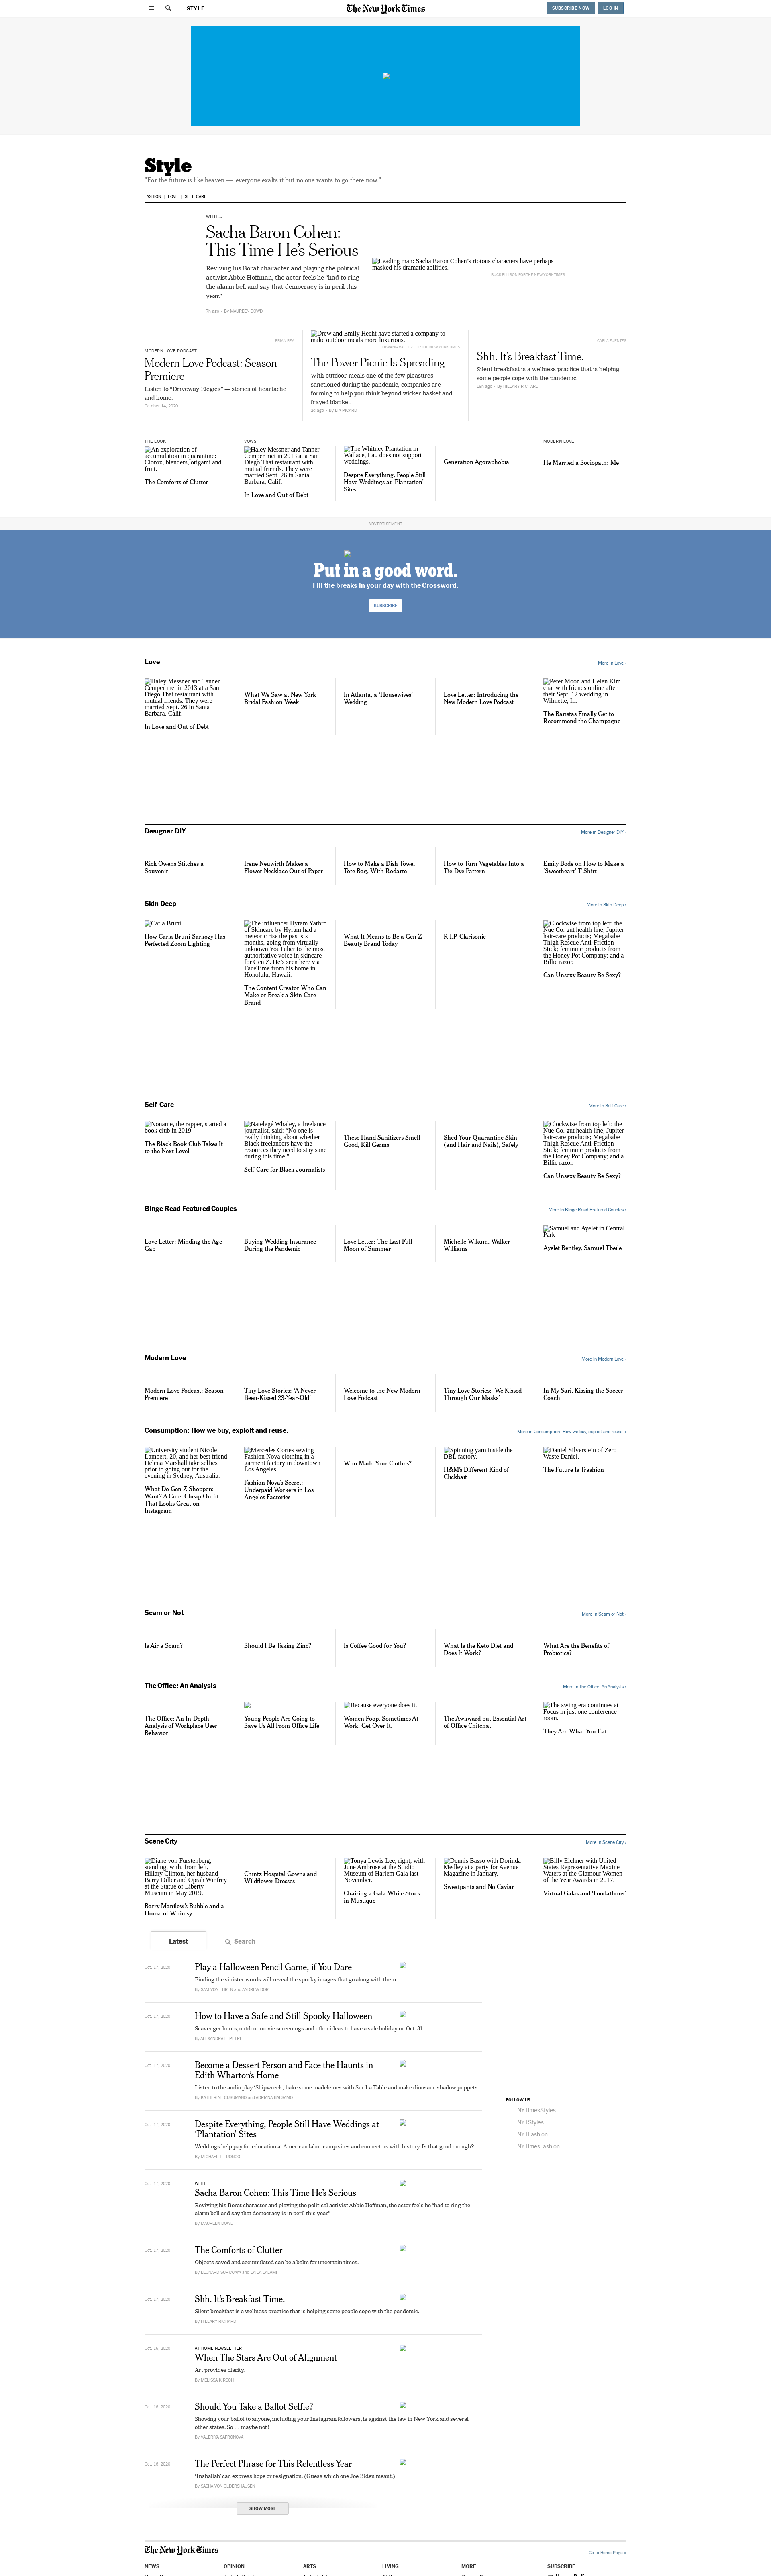 STYLE
The New York Times
SUBSCRIBE NOW
LOG IN
Style
"For the future is like heaven — everyone exalts it but no one wants to go there now."
FASHION
LOVE
SELF-CARE
WITH ...
Sacha Baron Cohen:
This Time He's Serious
Reviving his Borat character and playing the political
activist Abbie Hoffman, the actor feels he "had to ring
the alarm bell and say that democracy is in peril this
year."
7h ago - By MAUREEN DOWD
Leading man: Sacha Baron Cohen's riotous characters have perhaps
masked his dramatic abilities.
MODERN LOVE PODCAST
Modern Love Podcast: Season
Premiere
Listen to "Driveway Elegies" — stories of heartache
and home.
October 14, 2020
Drew and Emily Hecht have started a company to
make outdoor meals more luxurious.
The Power Picnic Is Spreading
With outdoor meals one of the few pleasures
sanctioned during the pandemic, companies are
forming to help you think beyond wicker basket and
frayed blanket.
Shh. It's Breakfast Time.
Silent breakfast is a wellness practice that is helping
some people cope with the pandemic.
By HILLARY RICHARD
THE LOOK
An exploration of
accumulation in quarantine:
Clorox, blenders, origami and
fruit.
The Comforts of Clutter
VOWS
Haley Messner and Tanner
Cemper met in 2013 at a San
Diego Thai restaurant with
mutual friends. They were
married Sept. 26 in Santa
Barbara, Calif.
In Love and Out of Debt
The Whitney Plantation in
Wallace, La., does not support
weddings.
Despite Everything, People Still
Have Weddings at 'Plantation'
Sites
Generation Agoraphobia
MODERN LOVE
He Married a Sociopath: Me
ADVERTISEMENT
Put in a good word.
Fill the breaks in your day with the Crossword.
SUBSCRIBE
Love
More in Love ›
Haley Messner and Tanner
Cemper met in 2013 at a San
Diego Thai restaurant with
mutual friends. They were
married Sept. 26 in Santa
Barbara, Calif.
In Love and Out of Debt
What We Saw at New York
Bridal Fashion Week
In Atlanta, a 'Housewives'
Wedding
Love Letter: Introducing the
New Modern Love Podcast
Peter Moon and Helen Kim
chat with friends online after
their Sept. 12 wedding in
Wilmette, Ill.
The Baristas Finally Get to
Recommend the Champagne
Designer DIY
More in Designer DIY ›
Rick Owens Stitches a
Souvenir
Irene Neuwirth Makes a
Flower Necklace Out of Paper
How to Make a Dish Towel
Tote Bag, With Rodarte
How to Turn Vegetables Into a
Tie-Dye Pattern
Emily Bode on How to Make a
'Sweetheart' T-Shirt
Skin Deep
More in Skin Deep ›
Carla Bruni
How Carla Bruni-Sarkozy Has
Perfected Zoom Lighting
The influencer Hyram Yarbro
of Skincare by Hyram had a
meteoric rise the past six
months, going from virtually
unknown YouTuber to the most
authoritative voice in skincare
for Gen Z. He's seen here via
FaceTime from his home in
Honolulu, Hawaii.
The Content Creator Who Can
Make or Break a Skin Care
Brand
What It Means to Be a Gen Z
Beauty Brand Today
R.I.P. Clarisonic
Clockwise from top left: the
Nue Co. gut health line; Jupiter
hair-care products; Megababe
Thigh Rescue Anti-Friction
Stick; feminine products from
the Honey Pot Company; and a
Billie razor.
Can Unsexy Beauty Be Sexy?
Self-Care
More in Self-Care ›
Noname, the rapper, started a
book club in 2019.
The Black Book Club Takes It
to the Next Level
Natelegé Whaley, a freelance
journalist, said: "No one is
really thinking about whether
Black freelancers have the
resources they need to stay sane
during this time."
Self-Care for Black Journalists
These Hand Sanitizers Smell
Good, Kill Germs
Shed Your Quarantine Skin
(and Hair and Nails), Safely
Clockwise from top left: the
Nue Co. gut health line; Jupiter
hair-care products; Megababe
Thigh Rescue Anti-Friction
Stick; feminine products from
the Honey Pot Company; and a
Billie razor.
Can Unsexy Beauty Be Sexy?
Binge Read Featured Couples
More in Binge Read Featured Couples ›
Love Letter: Minding the Age
Gap
Buying Wedding Insurance
During the Pandemic
Love Letter: The Last Full
Moon of Summer
Michelle Wikum, Walker
Williams
Samuel and Ayelet in Central
Park
Ayelet Bentley, Samuel Tbeile
Modern Love
More in Modern Love ›
Modern Love Podcast: Season
Premiere
Tiny Love Stories: 'A Never-
Been-Kissed 23-Year-Old'
Welcome to the New Modern
Love Podcast
Tiny Love Stories: 'We Kissed
Through Our Masks'
In My Sari, Kissing the Soccer
Coach
Consumption: How we buy, exploit and reuse.
More in Consumption: How we buy, exploit and reuse. ›
University student Nicole
Lambert, 20, and her best friend
Helena Marshall take selfies
prior to going out for the
evening in Sydney, Australia.
What Do Gen Z Shoppers
Want? A Cute, Cheap Outfit
That Looks Great on
Instagram
Mercedes Cortes sewing
Fashion Nova clothing in a
garment factory in downtown
Los Angeles.
Fashion Nova's Secret:
Underpaid Workers in Los
Angeles Factories
Who Made Your Clothes?
Spinning yarn inside the
DBL factory.
H&M's Different Kind of
Clickbait
Daniel Silverstein of Zero
Waste Daniel.
The Future Is Trashion
Scam or Not
More in Scam or Not ›
Is Air a Scam?
Should I Be Taking Zinc?
Is Coffee Good for You?
What Is the Keto Diet and
Does It Work?
What Are the Benefits of
Probiotics?
The Office: An Analysis
More in The Office: An Analysis ›
The Office: An In-Depth
Analysis of Workplace User
Behavior
Young People Are Going to
Save Us All From Office Life
Because everyone does it.
Women Poop. Sometimes At
Work. Get Over It.
The Awkward but Essential Art
of Office Chitchat
The swing era continues at
Focus in just one conference
room.
They Are What You Eat
Scene City
More in Scene City ›
Diane von Furstenberg,
standing, with, from left,
Hillary Clinton, her husband
Barry Diller and Oprah Winfrey
at the Statue of Liberty
Museum in May 2019.
Barry Manilow's Bubble and a
House of Whimsy
Chintz Hospital Gowns and
Wildflower Dresses
Tonya Lewis Lee, right, with
June Ambrose at the Studio
Museum of Harlem Gala last
November.
Chairing a Gala While Stuck
in Mustique
Dennis Basso with Dorinda
Medley at a party for Avenue
Magazine in January.
Sweatpants and No Caviar
Billy Eichner with United
States Representative Maxine
Waters at the Glamour Women
of the Year Awards in 2017.
Virtual Galas and 'Foodathons'
Latest
Search
Oct. 17, 2020
Play a Halloween Pencil Game, if You Dare
Finding the sinister words will reveal the spooky images that go along with them.
Oct. 17, 2020
How to Have a Safe and Still Spooky Halloween
Scavenger hunts, outdoor movie screenings and other ideas to have a safe holiday on Oct. 31.
By ALEXANDRA E. PETRI
Oct. 17, 2020
Become a Dessert Person and Face the Haunts in
Edith Wharton's Home
Listen to the audio play 'Shipwreck,' bake some madeleines with Sur La Table and make dinosaur-shadow puppets.
By KATHERINE CUSUMANO and ADRIANA BALSAMO
Oct. 17, 2020
Despite Everything, People Still Have Weddings at
'Plantation' Sites
Weddings help pay for education at American labor camp sites and connect us with history. Is that good enough?
By MICHAEL T. LUONGO
Oct. 17, 2020
WITH ...
Sacha Baron Cohen: This Time He's Serious
Reviving his Borat character and playing the political activist Abbie Hoffman, the actor feels he "had to ring the
alarm bell and say that democracy is in peril this year."
By MAUREEN DOWD
Oct. 17, 2020
The Comforts of Clutter
Objects saved and accumulated can be a balm for uncertain times.
Oct. 17, 2020
Shh. It's Breakfast Time.
Silent breakfast is a wellness practice that is helping some people cope with the pandemic.
By HILLARY RICHARD
Oct. 16, 2020
AT HOME NEWSLETTER
When The Stars Are Out of Alignment
Art provides clarity.
By MELISSA KIRSCH
Oct. 16, 2020
Should You Take a Ballot Selfie?
Showing your ballot to anyone, including your Instagram followers, is against the law in New York and several
other states. So … maybe not?
By VALERIYA SAFRONOVA
Oct. 16, 2020
The Perfect Phrase for This Relentless Year
'Inshallah' can express hope or resignation. (Guess which one Joe Biden meant.)
SHOW MORE
FOLLOW US
NYTimesStyles
NYTStyles
NYTFashion
NYTimesFashion
The New York Times
Go to Home Page »
NEWS
OPINION
ARTS
LIVING
MORE
SUBSCRIBE